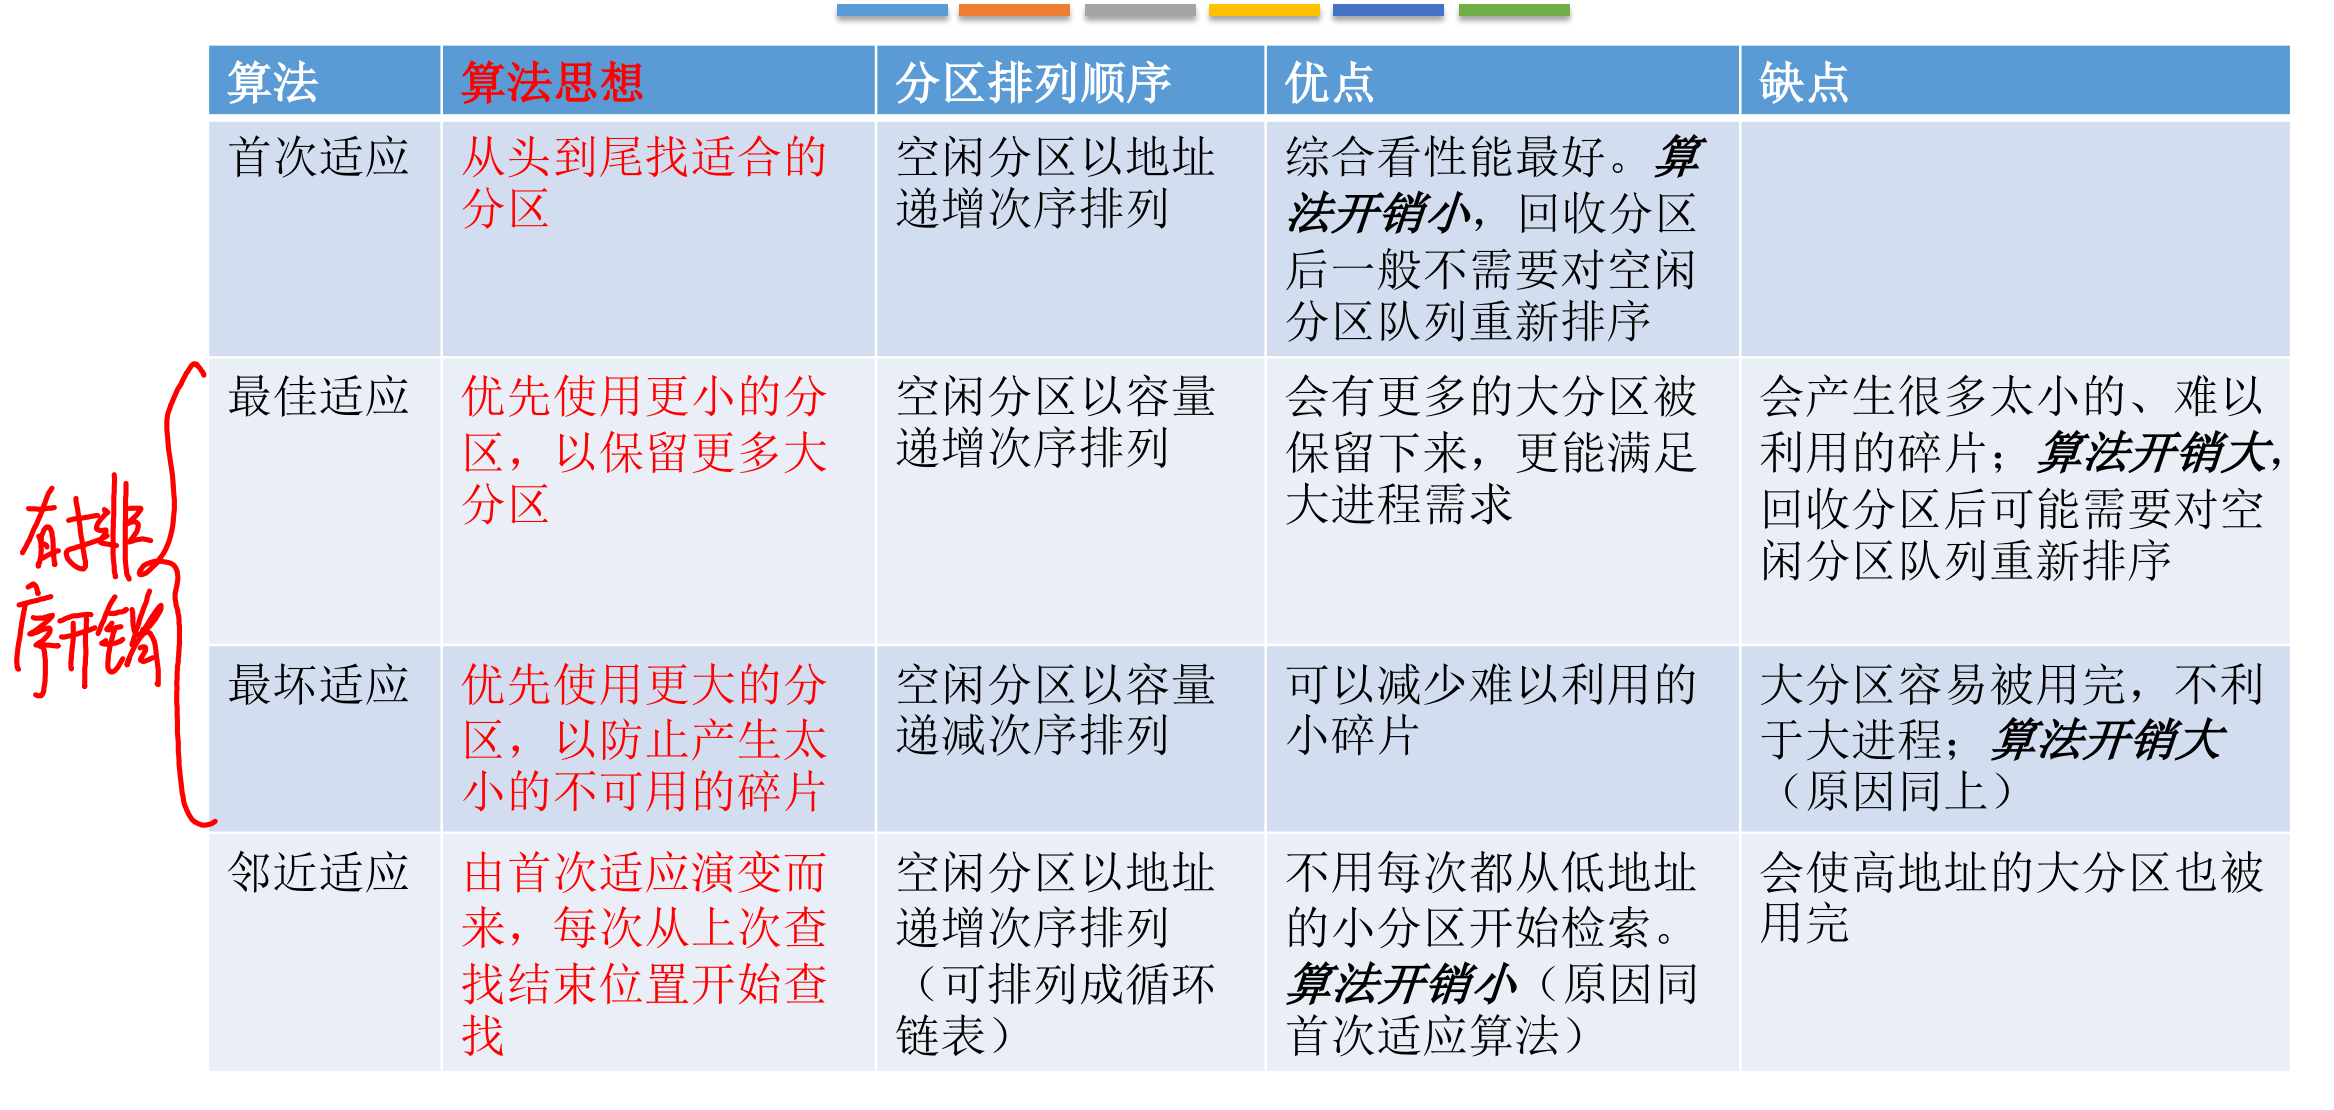 算法
算法思想
分区排列顺序
优点
缺点
首次适应
从头到尾找适合的
分区
空闲分区以地址
递增次序排列
综合看性能最好。算
法开销小，回收分区
后一般不需要对空闲
分区队列重新排序
有排
序开销
最佳适应
优先使用更小的分
区，以保留更多大
分区
空闲分区以容量
递增次序排列
会有更多的大分区被
保留下来，更能满足
大进程需求
会产生很多太小的、难以
利用的碎片；算法开销大，
回收分区后可能需要对空
闲分区队列重新排序
最坏适应
优先使用更大的分
区，以防止产生太
小的不可用的碎片
空闲分区以容量
递减次序排列
可以减少难以利用的
小碎片
大分区容易被用完，不利
于大进程；算法开销大
（原因同上）
邻近适应
由首次适应演变而
来，每次从上次查
找结束位置开始查
找
空闲分区以地址
递增次序排列
（可排列成循环
链表）
不用每次都从低地址
的小分区开始检索。
算法开销小（原因同
首次适应算法）
会使高地址的大分区也被
用完